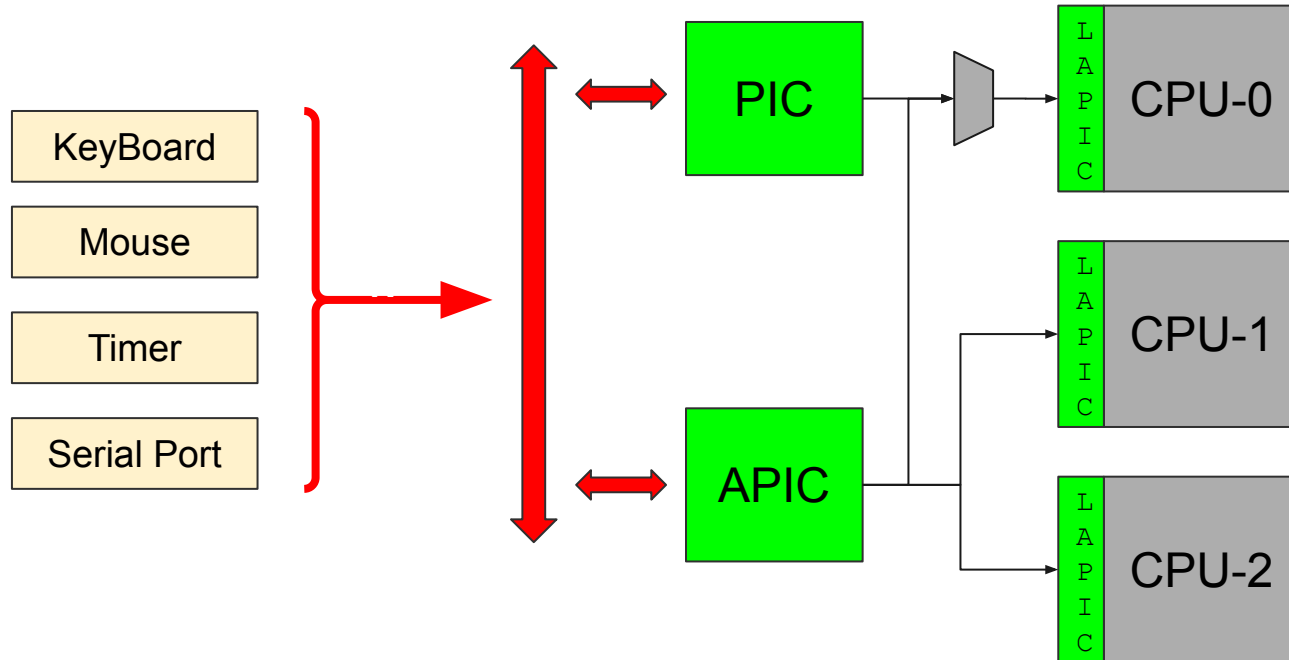 KeyBoard
Mouse
Timer
Serial Port
PIC
APIC
LAPIC
CPU-0
LAPIC
CPU-1
LAPIC
CPU-2